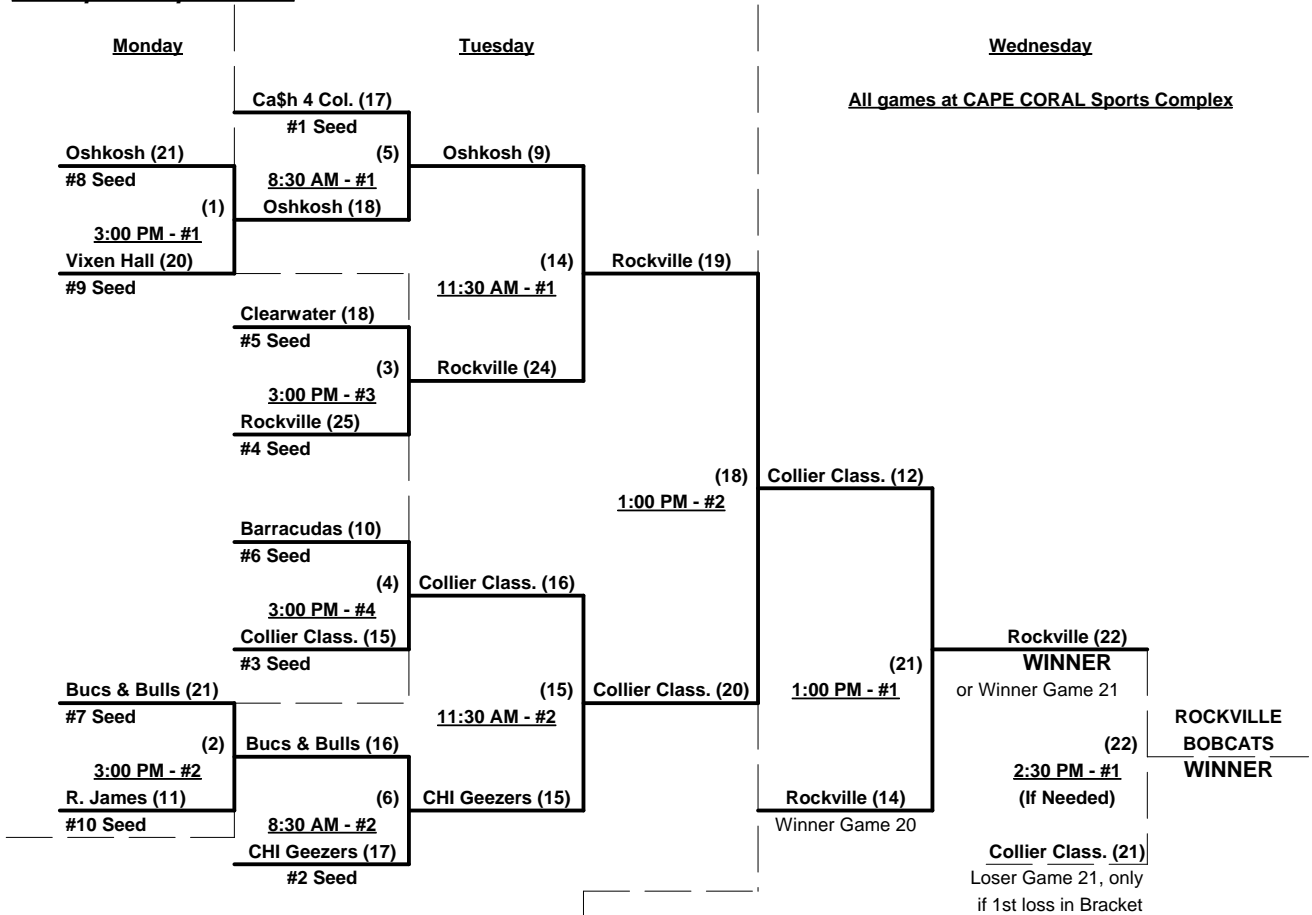 Monday
Tuesday
Wednesday
Ca$h 4 Col. (17)
All games at CAPE CORAL Sports Complex
#1 Seed
Oshkosh (21)
(5)
Oshkosh (9)
#8 Seed
8:30 AM - #1
(1)
Oshkosh (18)
3:00 PM - #1
Vixen Hall (20)
(14)
Rockville (19)
#9 Seed
11:30 AM - #1
Clearwater (18)
#5 Seed
(3)
Rockville (24)
3:00 PM - #3
Rockville (25)
#4 Seed
(18)
Collier Class. (12)
1:00 PM - #2
Barracudas (10)
#6 Seed
(4)
Collier Class. (16)
3:00 PM - #4
Collier Class. (15)
Rockville (22)
#3 Seed
(21)
WINNER
Bucs & Bulls (21)
(15)
Collier Class. (20)
1:00 PM - #1
or Winner Game 21
#7 Seed
11:30 AM - #2
ROCKVILLE
(2)
Bucs & Bulls (16)
(22)
BOBCATS
3:00 PM - #2
2:30 PM - #1
WINNER
R. James (11)
(6)
CHI Geezers (15)
Rockville (14)
(If Needed)
#10 Seed
8:30 AM - #2
Winner Game 20
CHI Geezers (17)
Collier Class. (21)
#2 Seed
Loser Game 21, only
if 1st loss in Bracket